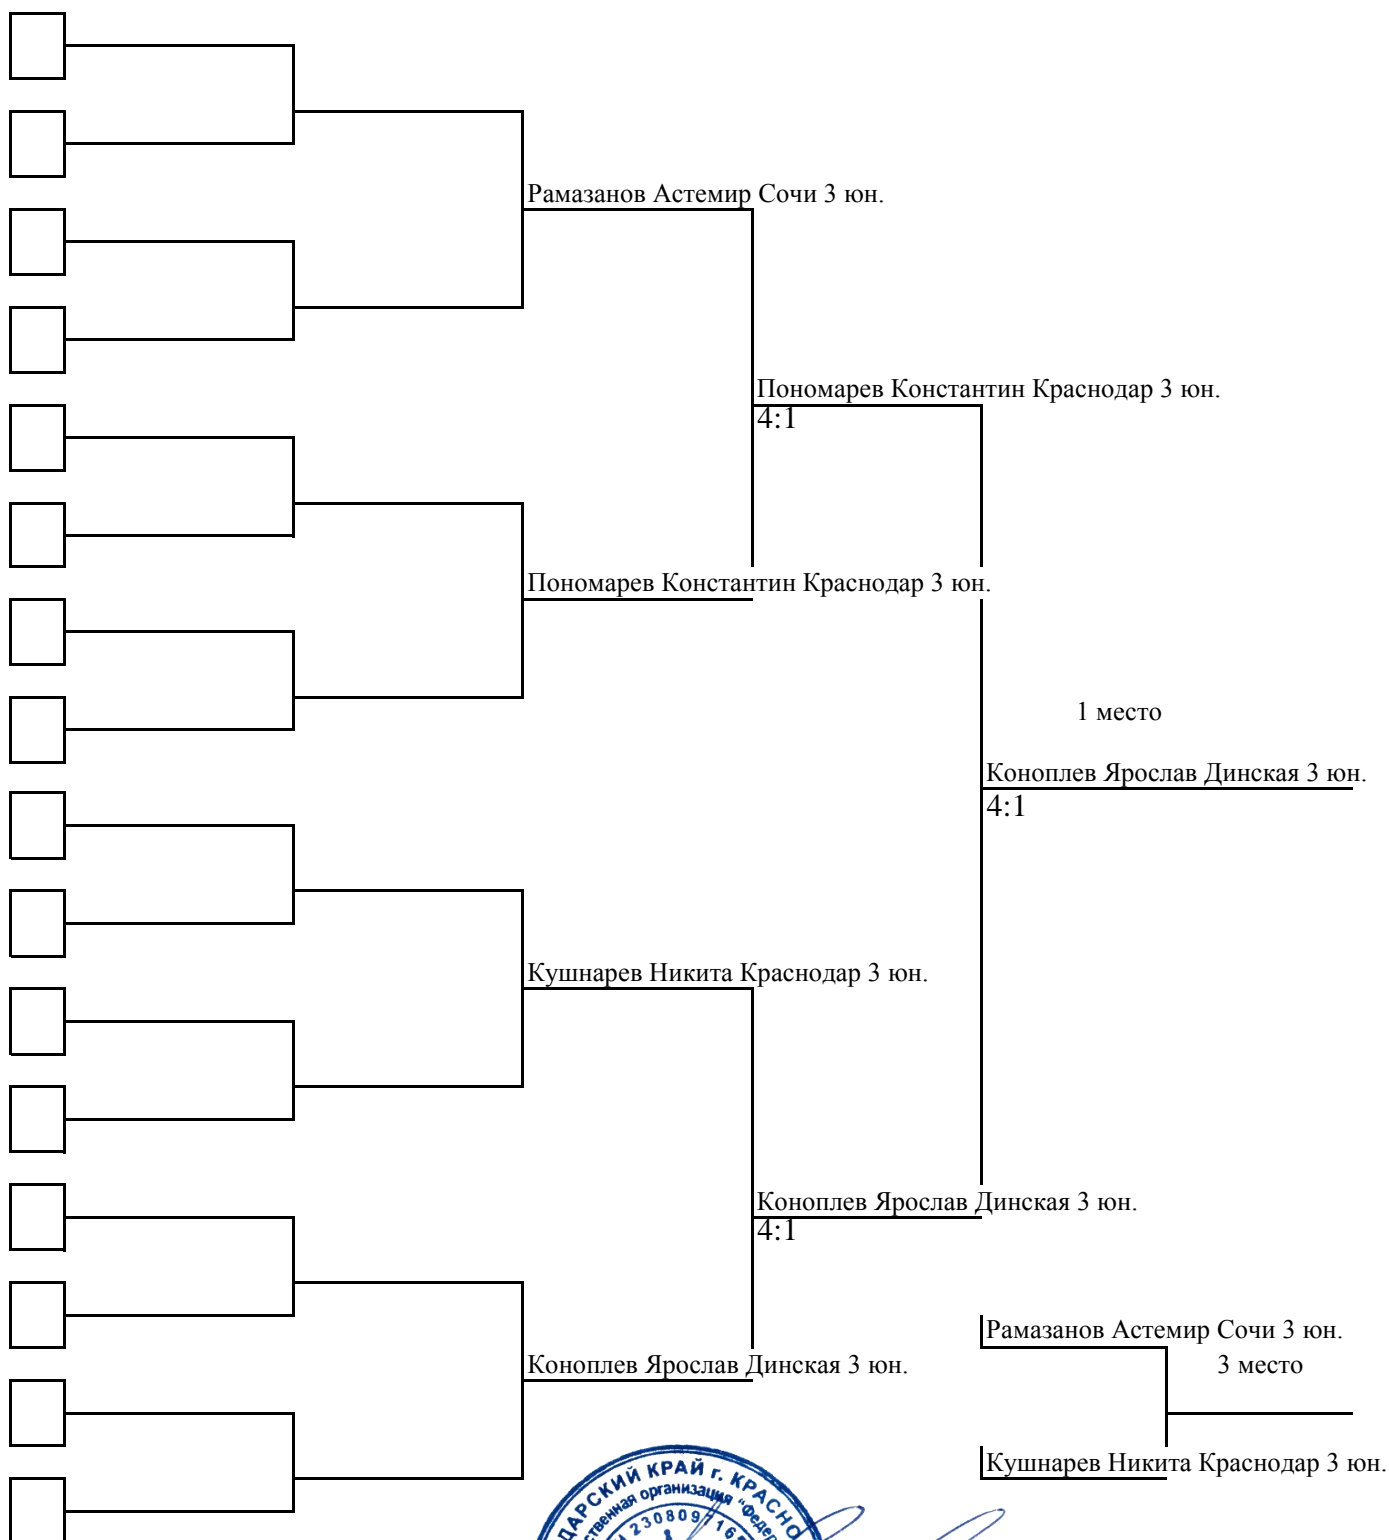 Рамазанов Астемир Сочи 3 юн.
Пономарев Константин Краснодар 3 юн.
4:1
Пономарев Константин Краснодар 3 юн.
1 место
Коноплев Ярослав Динская 3 юн.
4:1
Кушнарев Никита Краснодар 3 юн.
Коноплев Ярослав Динская 3 юн.
4:1
Рамазанов Астемир Сочи 3 юн.
Коноплев Ярослав Динская 3 юн.
3 место
Кушнарев Никита Краснодар 3 юн.
КРАЙ г.
организация